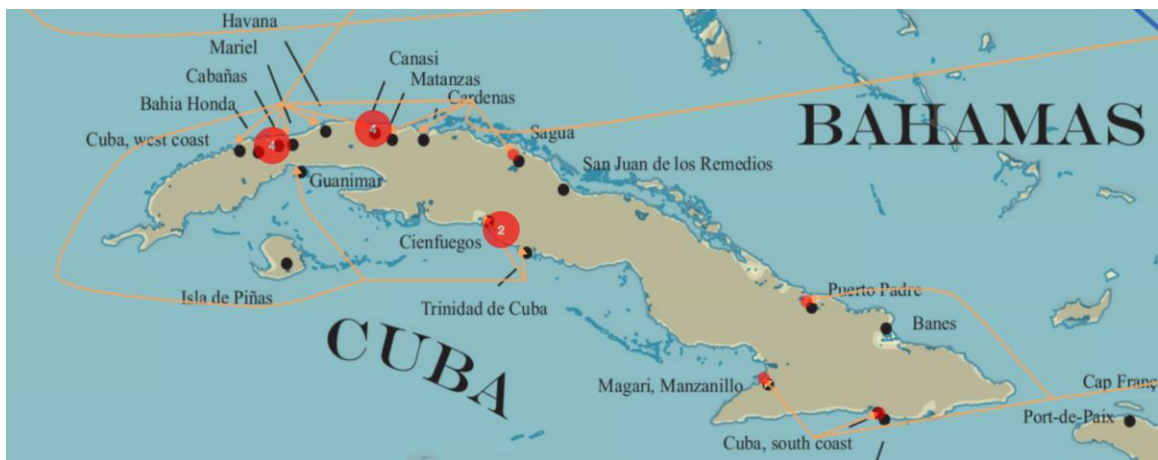 Havana
Mariel
Canasi
Cabañas
Matanzas
Bahia Honda
Cardenas
BAHAMAS
Cuba, west coast
4
4
Sagua
San Juan de los Remedios
Guanimar
2
Cienfuegos
Isla de Piñas
Trinidad de Cuba
Puerto Padre
CUBA
Banes
Magari, Manzanillo
Cap Franç
Port-de-Paix
Cuba, south coast